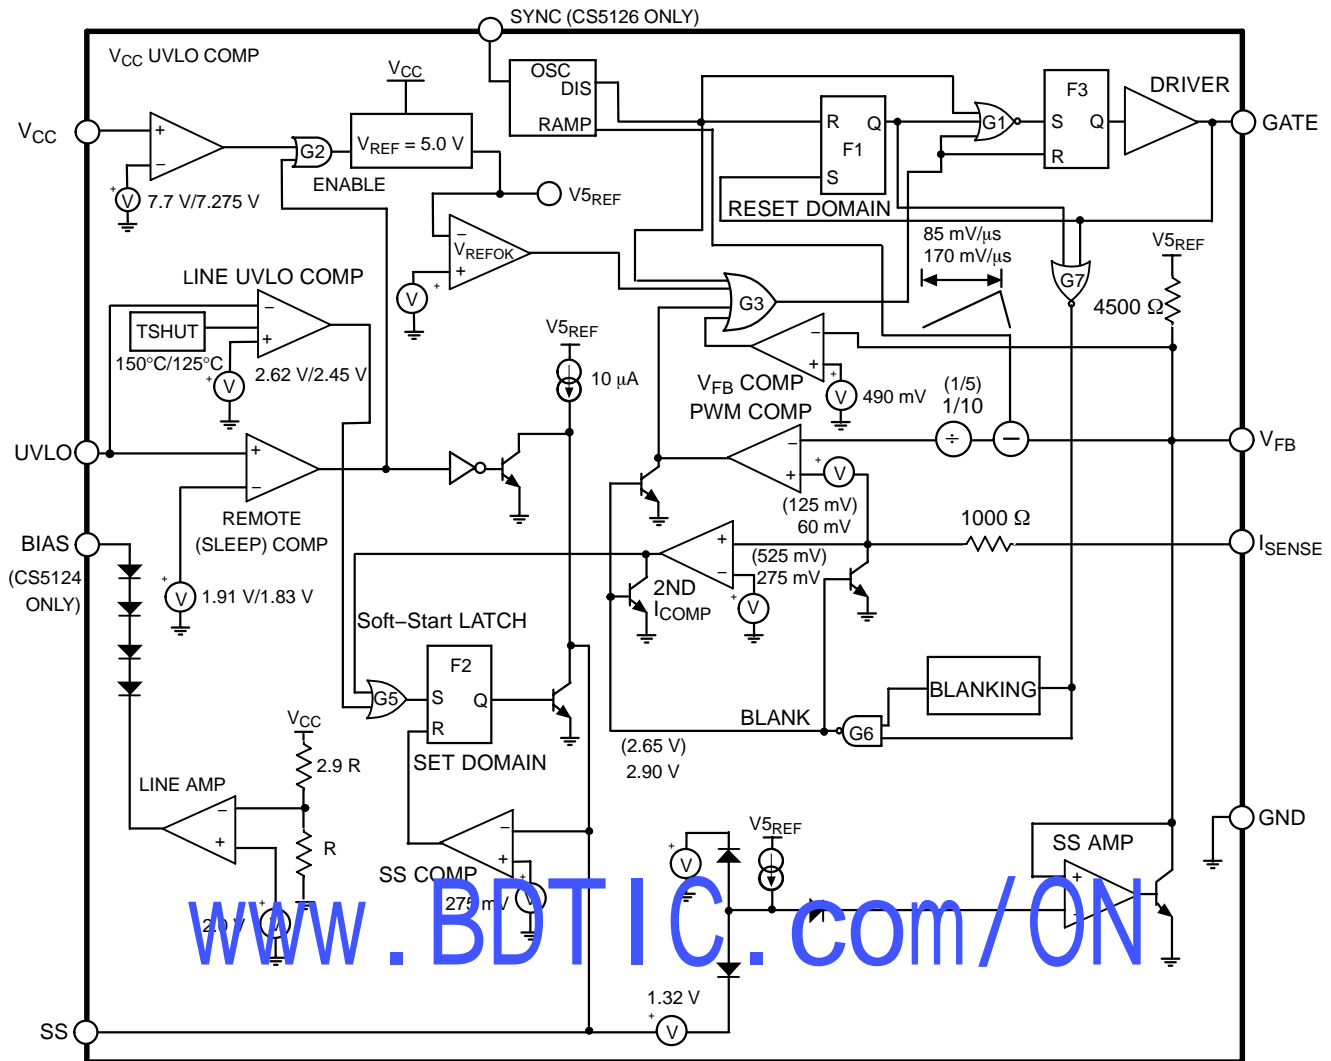 SYNC (CS5126 ONLY)
VCC UVLO COMP
VCC
OSC
DIS
RAMP
F3
DRIVER
VCC
+
−
G2
VREF = 5.0 V
ENABLE
R
Q
F1
S
G1
S
Q
R
GATE
+
V
7.7 V/7.275 V
V5REF
RESET DOMAIN
−
VREFOK
+
+
V
85 mV/μs
170 mV/μs
V5REF
G7
4500 Ω
LINE UVLO COMP
−
TSHUT
+
150°C/125°C
+
V
2.62 V/2.45 V
G3
V5REF
10 μA
−
+
+
V
490 mV
VFB COMP
PWM COMP
(1/5)
1/10
÷
−
UVLO
+
−
REMOTE
(SLEEP) COMP
−
+
+
V
(125 mV)
60 mV
VFB
BIAS
(CS5124
ONLY)
+
V
1.91 V/1.83 V
1000 Ω
ISENSE
+
−
(525 mV)
275 mV
+
V
2ND
ICOMP
Soft−Start LATCH
F2
G5
S
Q
R
SET DOMAIN
BLANKING
BLANK
G6
(2.65 V)
2.90 V
VCC
2.9 R
LINE AMP
−
+
R
+
V
2.0 V
−
+
SS COMP
275 mV
+
V
+
V
V5REF
SS AMP
+
−
GND
www.BDTIC.com/ON
1.32 V
SS
+
V